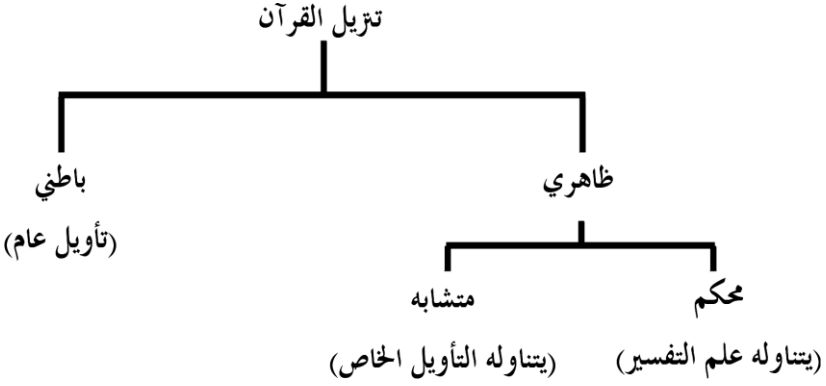 تنزيل القرآن
ظاهري
باطني
(تأويل عام)
محكم
متشابه
(يتناوله علم التفسير)
(يتناوله التأويل الخاص)